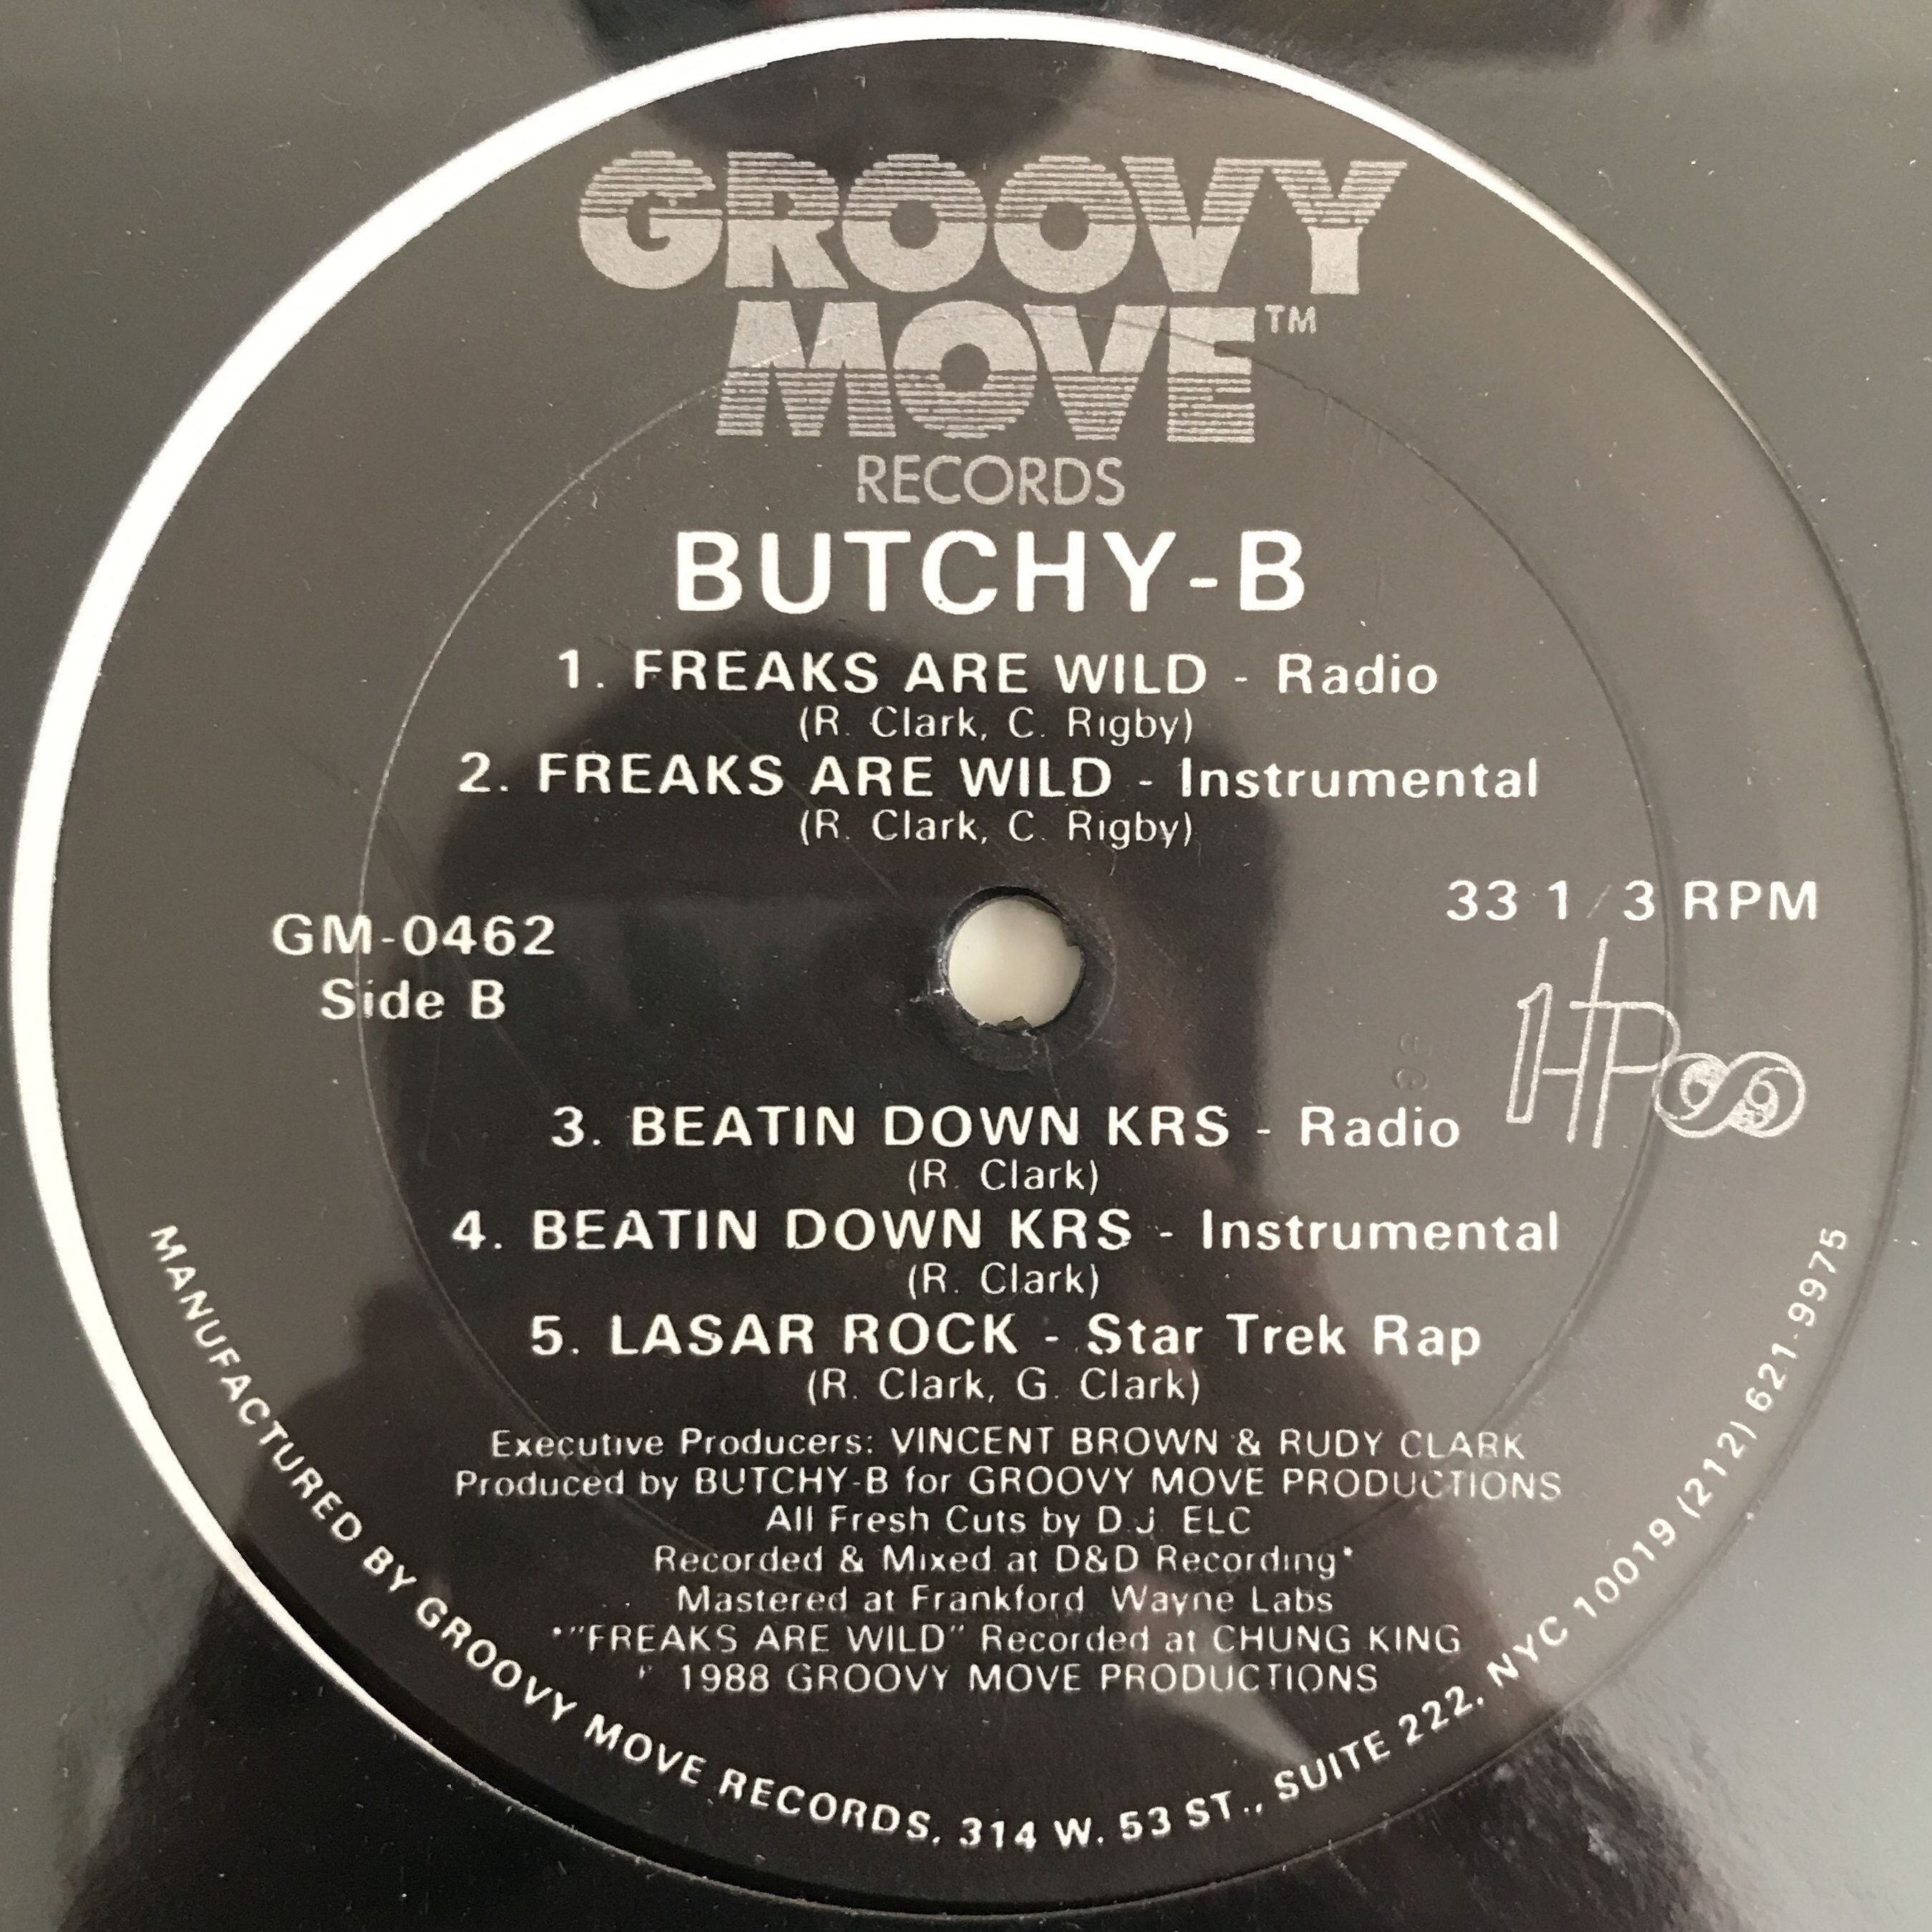 GROOVY
MOVE™
RECORDS
BUTCHY-B
1. FREAKS ARE WILD - Radio
(R. Clark, C. Rigby)
2. FREAKS ARE WILD - Instrumental
(R. Clark, C. Rigby)
33 1/3 RPM
GM-0462
Side B
3. BEATIN DOWN KRS - Radio
(R. Clark)
4. BEATIN DOWN KRS - Instrumental
(R. Clark)
5. LASAR ROCK - Star Trek Rap
(R. Clark, G. Clark)
Executive Producers: VINCENT BROWN & RUDY CLARK
Produced by BUTCHY-B for GROOVY MOVE PRODUCTIONS
All Fresh Cuts by D.J. ELC
Recorded & Mixed at D&D Recording*
Mastered at Frankford Wayne Labs
*"FREAKS ARE WILD" Recorded at CHUNG KING
1988 GROOVY MOVE PRODUCTIONS
MANUFACTURED BY GROOVY MOVE RECORDS, 314 W. 53 ST., SUITE 222, NYC 10019 (212) 621-9975